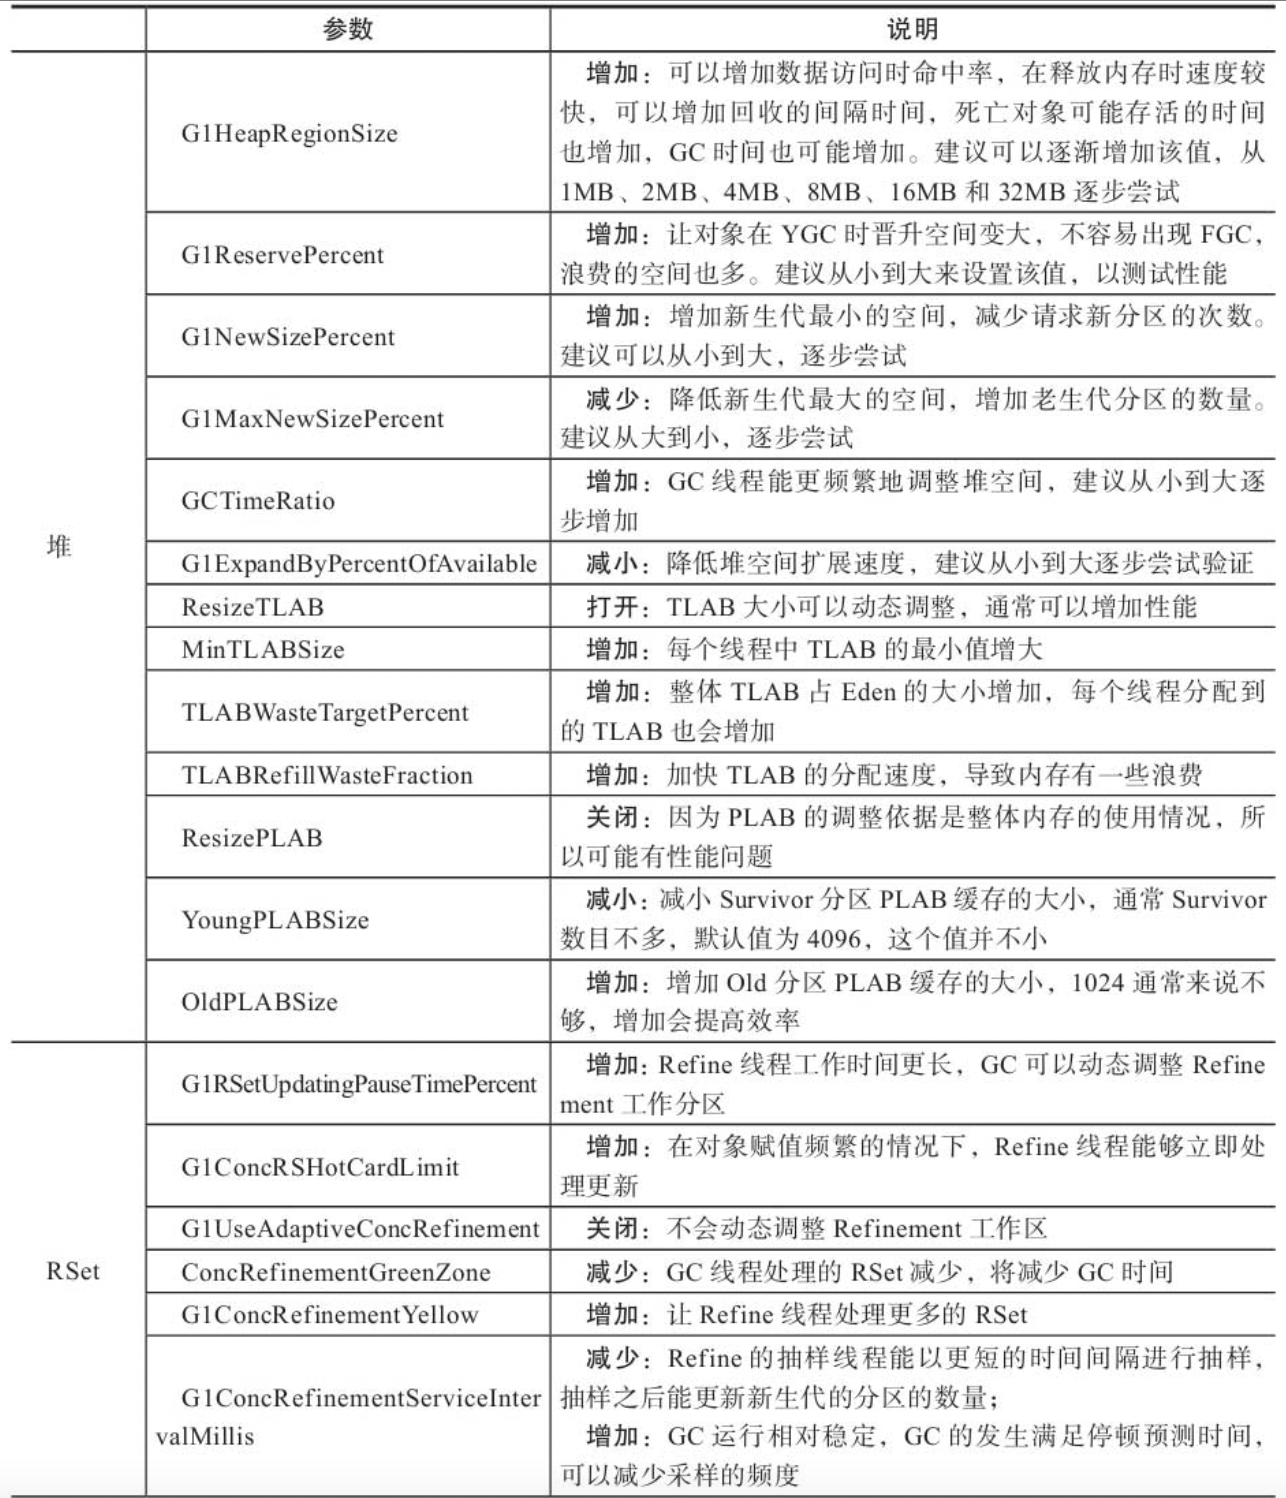 参数
说明
堆
G1HeapRegionSize
增加：可以增加数据访问时命中率，在释放内存时速度较
快，可以增加回收的间隔时间，死亡对象可能存活的时间
也增加，GC 时间也可能增加。建议可以逐渐增加该值，从
1MB、2MB、4MB、8MB、16MB 和 32MB 逐步尝试
G1ReservePercent
增加：让对象在 YGC 时晋升空间变大，不容易出现 FGC，
浪费的空间也多。建议从小到大来设置该值，以测试性能
G1NewSizePercent
增加：增加新生代最小的空间，减少请求新分区的次数。
建议可以从小到大，逐步尝试
G1MaxNewSizePercent
减少：降低新生代最大的空间，增加老生代分区的数量。
建议从大到小，逐步尝试
GCTimeRatio
增加：GC 线程能更频繁地调整堆空间，建议从小到大逐
步增加
G1ExpandByPercentOfAvailable
减小：降低堆空间扩展速度，建议从小到大逐步尝试验证
ResizeTLAB
打开：TLAB 大小可以动态调整，通常可以增加性能
MinTLABSize
增加：每个线程中 TLAB 的最小值增大
TLABWasteTargetPercent
增加：整体 TLAB 占 Eden 的大小增加，每个线程分配到
的 TLAB 也会增加
TLABRefillWasteFraction
增加：加快 TLAB 的分配速度，导致内存有一些浪费
ResizePLAB
关闭：因为 PLAB 的调整依据是整体内存的使用情况，所
以可能有性能问题
YoungPLABSize
减小：减小 Survivor 分区 PLAB 缓存的大小，通常 Survivor
数目不多，默认值为 4096，这个值并不小
OldPLABSize
增加：增加 Old 分区 PLAB 缓存的大小，1024 通常来说不
够，增加会提高效率
RSet
G1RSetUpdatingPauseTimePercent
增加：Refine 线程工作时间更长，GC 可以动态调整 Refine
ment 工作分区
G1ConcRSHotCardLimit
增加：在对象赋值频繁的情况下，Refine 线程能够立即处
理更新
G1UseAdaptiveConcRefinement
关闭：不会动态调整 Refinement 工作区
ConcRefinementGreenZone
减少：GC 线程处理的 RSet 减少，将减少 GC 时间
G1ConcRefinementYellow
增加：让 Refine 线程处理更多的 RSet
G1ConcRefinementServiceInter
valMillis
减少：Refine 的抽样线程能以更短的时间间隔进行抽样，
抽样之后能更新新生代的分区的数量；
增加：GC 运行相对稳定，GC 的发生满足停顿预测时间，
可以减少采样的频度